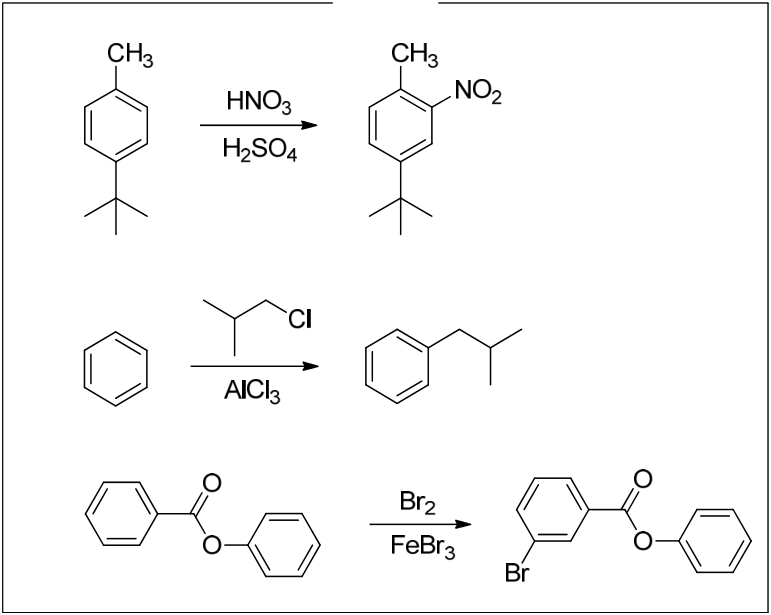 CH₃
HNO₃
H₂SO₄
CH₃
NO₂
Cl
AlCl₃
O
O
Br₂
FeBr₃
O
O
Br